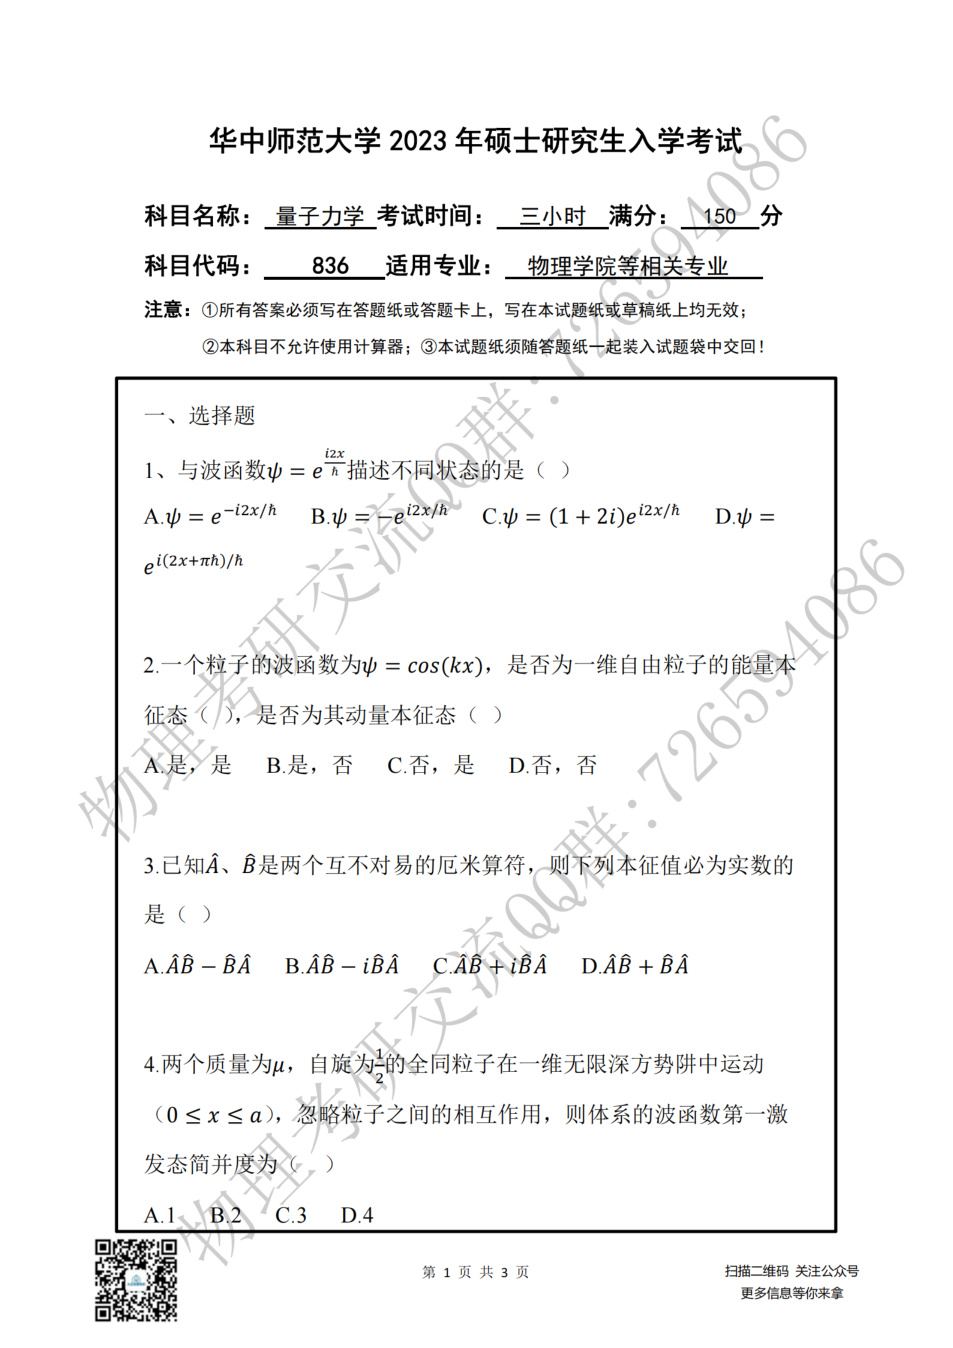 华中师范大学 2023 年硕士研究生入学考试
科目名称: 量子力学 考试时间: 三小时 满分: 150 分
科目代码: 836 适用专业: 物理学院等相关专业
注意: ①所有答案必须写在答题纸或答题卡上，写在本试题纸或草稿纸上均无效；
②本科目不允许使用计算器；③本试题纸须随答题纸一起装入试题袋中交回！
一、选择题
1、与波函数𝜓 = e^{i2x/ħ}描述不同状态的是（ ）
A.𝜓 = e^{−i2x/ħ} B.𝜓 = −e^{i2x/ħ} C.𝜓 = (1 + 2i)e^{i2x/ħ} D.𝜓 =
e^{i(2x+πħ)/ħ}
2.一个粒子的波函数为𝜓 = cos(kx)，是否为一维自由粒子的能量本
征态（ ），是否为其动量本征态（ ）
A.是，是 B.是，否 C.否，是 D.否，否
3.已知Â、B̂是两个互不对易的厄米算符，则下列本征值必为实数的
是（ ）
A.ÂB̂ − B̂Â B.ÂB̂ − iB̂Â C.ÂB̂ + iB̂Â D.ÂB̂ + B̂Â
4.两个质量为μ，自旋为1/2的全同粒子在一维无限深方势阱中运动
（0 ≤ x ≤ a），忽略粒子之间的相互作用，则体系的波函数第一激
发态简并度为（ ）
A.1 B.2 C.3 D.4
物理考研交流QQ群:726594086
物理考研交流QQ群:726594086
第 1 页 共 3 页
扫描二维码 关注公众号
更多信息等你来拿